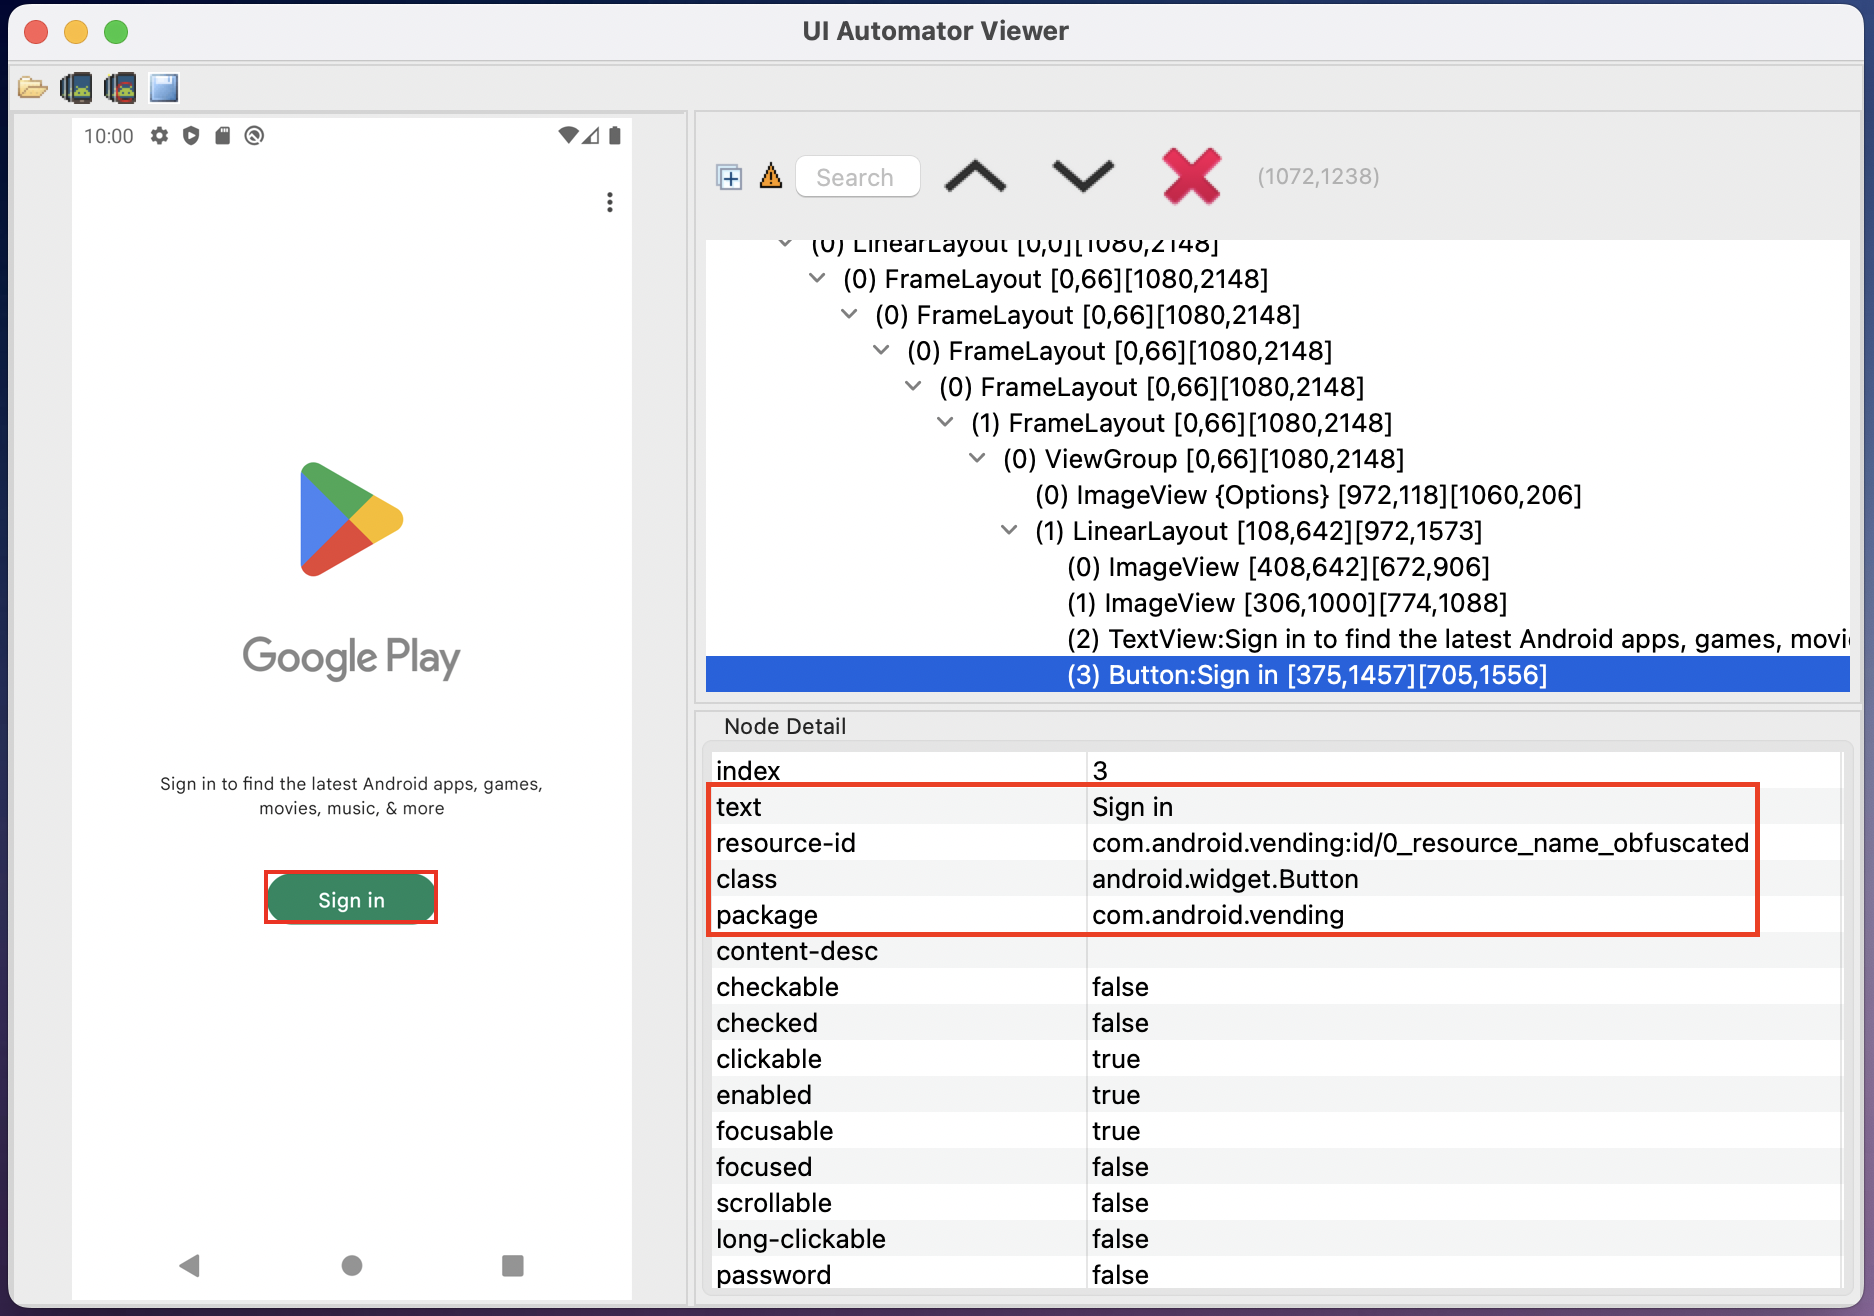 UI Automator Viewer
10:00
Google Play
Sign in to find the latest Android apps, games,
movies, music, & more
Sign in
Search
(1072,1238)
(0) LinearLayout [0,0][1080,2148]
(0) FrameLayout [0,66][1080,2148]
(0) FrameLayout [0,66][1080,2148]
(0) FrameLayout [0,66][1080,2148]
(0) FrameLayout [0,66][1080,2148]
(1) FrameLayout [0,66][1080,2148]
(0) ViewGroup [0,66][1080,2148]
(0) ImageView {Options} [972,118][1060,206]
(1) LinearLayout [108,642][972,1573]
(0) ImageView [408,642][672,906]
(1) ImageView [306,1000][774,1088]
(2) TextView:Sign in to find the latest Android apps, games, movi
(3) Button:Sign in [375,1457][705,1556]
Node Detail
index 3
text Sign in
resource-id com.android.vending:id/0_resource_name_obfuscated
class android.widget.Button
package com.android.vending
content-desc
checkable false
checked false
clickable true
enabled true
focusable true
focused false
scrollable false
long-clickable false
password false